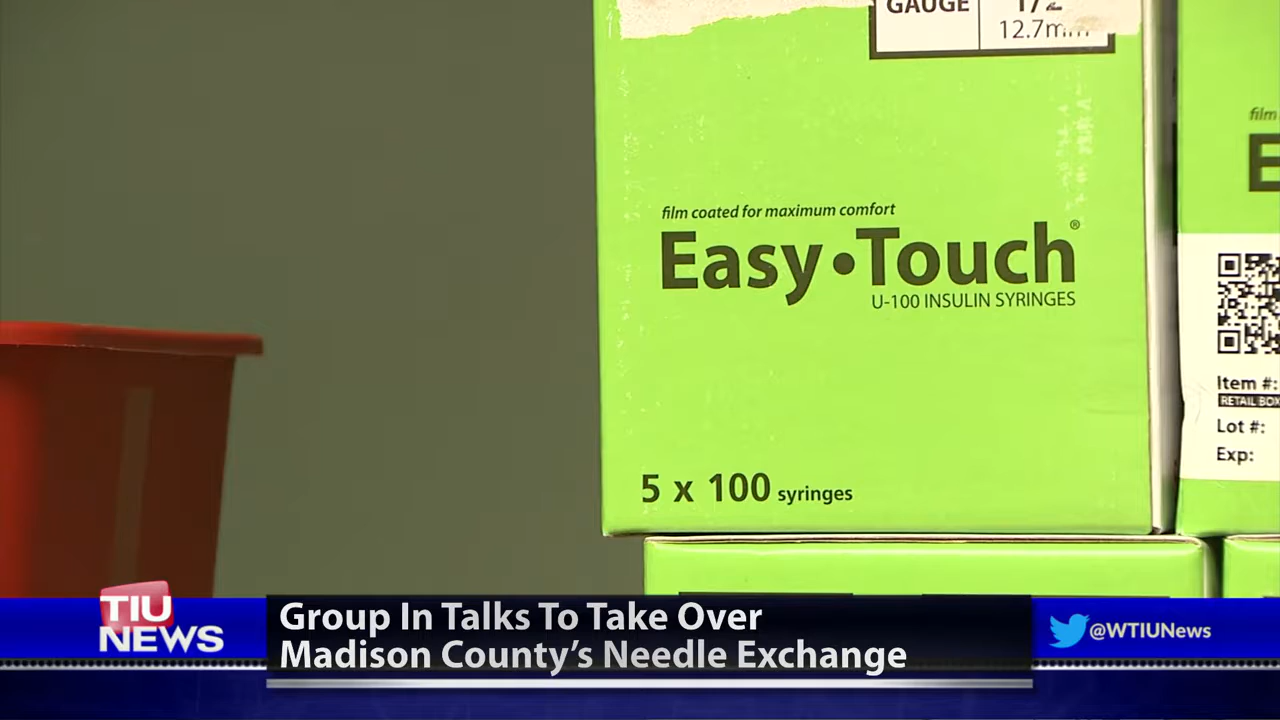 GAUGE
12.7mm
film coated for maximum comfort
Easy•Touch®
U-100 INSULIN SYRINGES
5 x 100 syringes
film
E
Item #:
RETAIL BOX
Lot #:
Exp:
TIU
NEWS
Group In Talks To Take Over
Madison County’s Needle Exchange
@WTIUNews